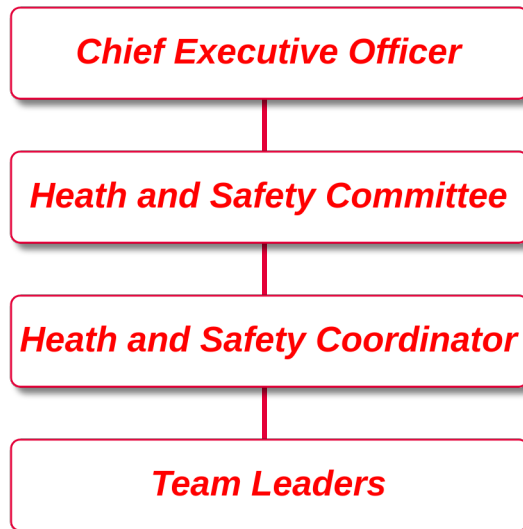 Chief Executive Officer
Heath and Safety Committee
Heath and Safety Coordinator
Team Leaders